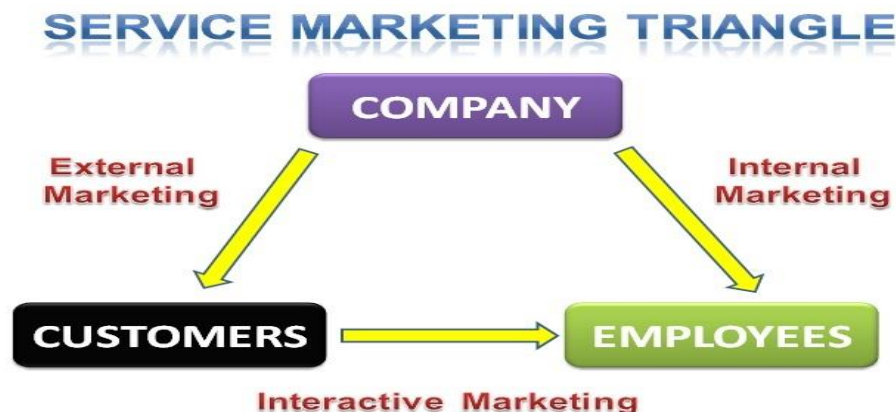 SERVICE MARKETING TRIANGLE
COMPANY
External
Marketing
Internal
Marketing
CUSTOMERS
EMPLOYEES
Interactive Marketing